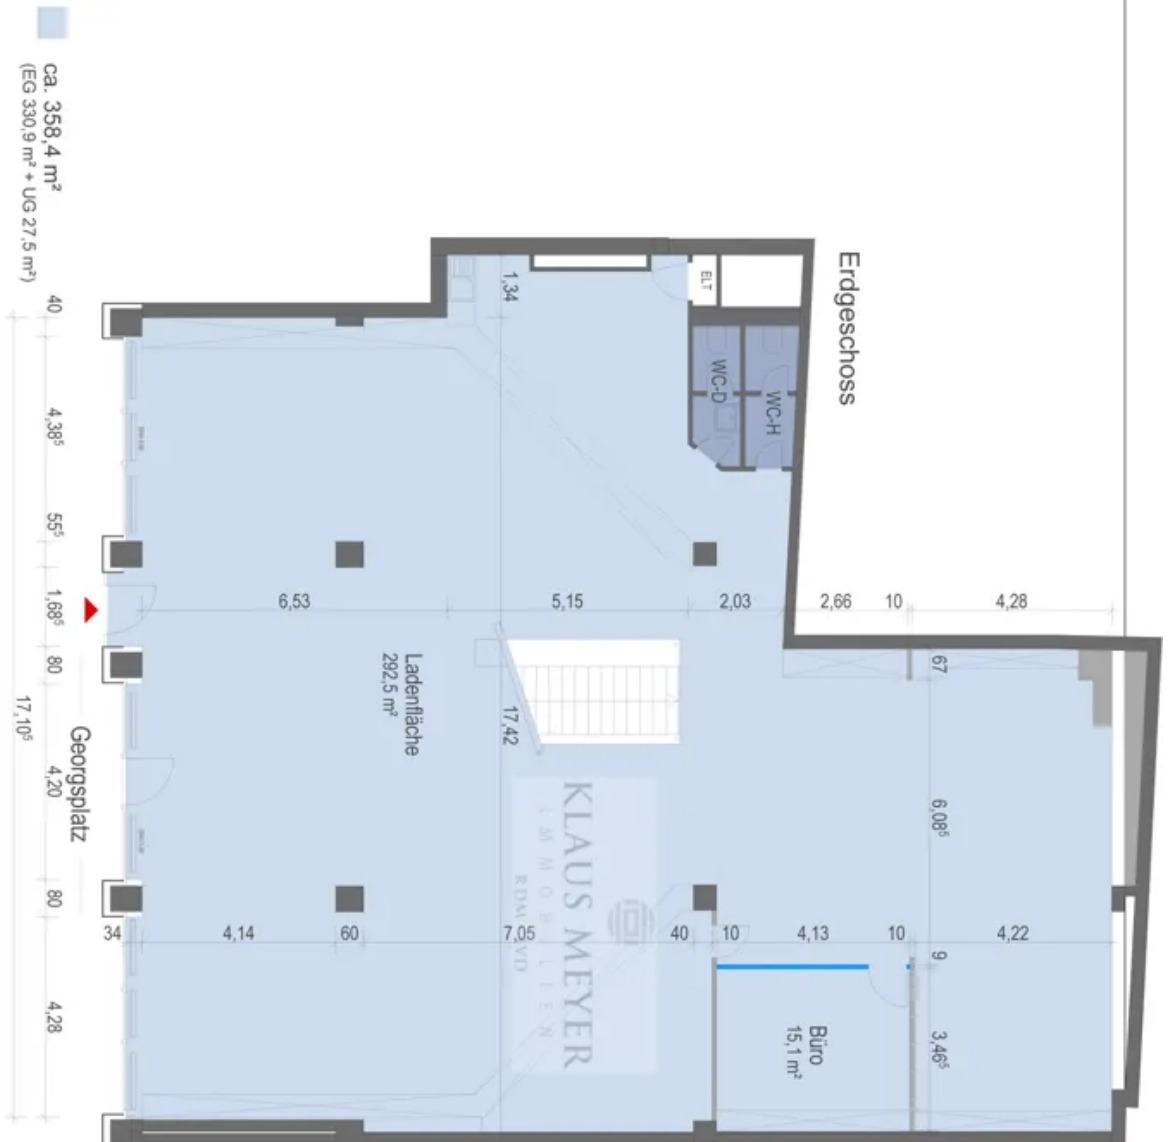 ca. 358,4 m²
(EG 330,9 m² + UG 27,5 m²)
Erdgeschoss
ELT
WC-D
WC-H
1,34
40
4,38⁵
55⁵
1,68⁵
80
4,20
80
4,28
17,10⁵
Georgsplatz
6,53
5,15
2,03
2,66
10
4,28
67
Ladenfläche
292,5 m²
17,42
6,08⁵
KLAUS MEYER
IMMOBILIEN
34
4,14
60
7,05
40
10
4,13
10
4,22
9
3,46⁵
Büro
15,1 m²